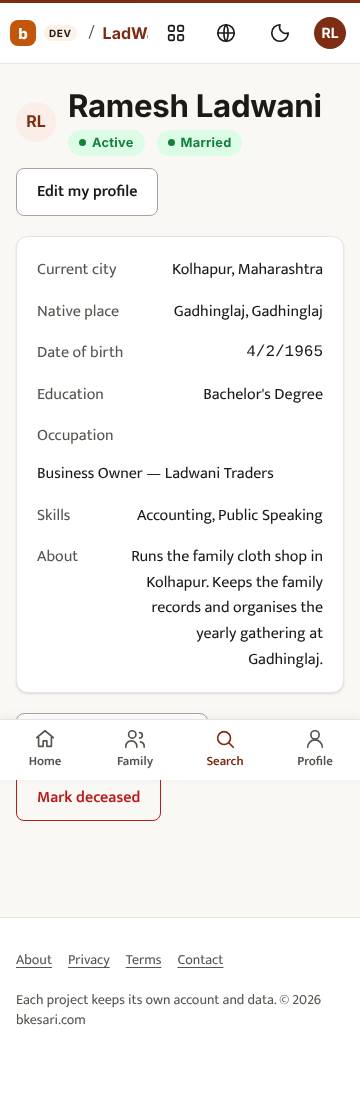 b DEV / LadWa
RL
RL
Ramesh Ladwani
Active Married
Edit my profile
Current city Kolhapur, Maharashtra
Native place Gadhinglaj, Gadhinglaj
Date of birth 4/2/1965
Education Bachelor's Degree
Occupation
Business Owner — Ladwani Traders
Skills Accounting, Public Speaking
About Runs the family cloth shop in
Kolhapur. Keeps the family
records and organises the
yearly gathering at
Gadhinglaj.
Home Family Search Profile
Mark deceased
About Privacy Terms Contact
Each project keeps its own account and data. © 2026
bkesari.com